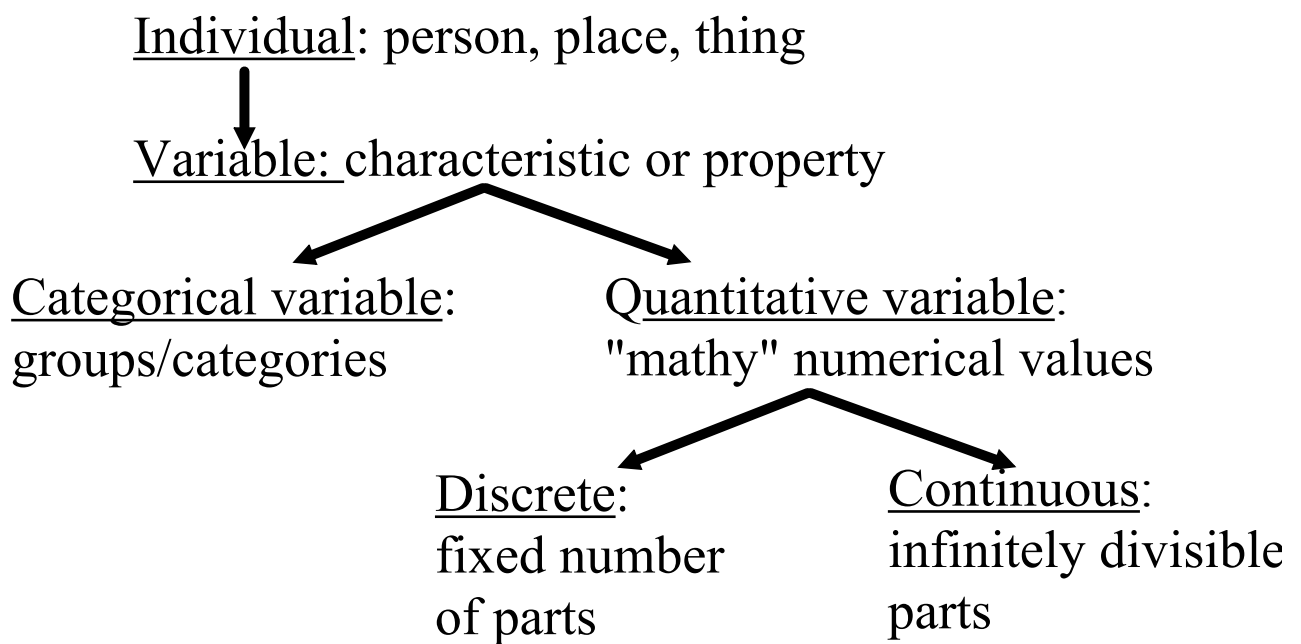 Individual: person, place, thing
Variable: characteristic or property
Categorical variable:
groups/categories
Quantitative variable:
"mathy" numerical values
Discrete:
fixed number
of parts
Continuous:
infinitely divisible
parts